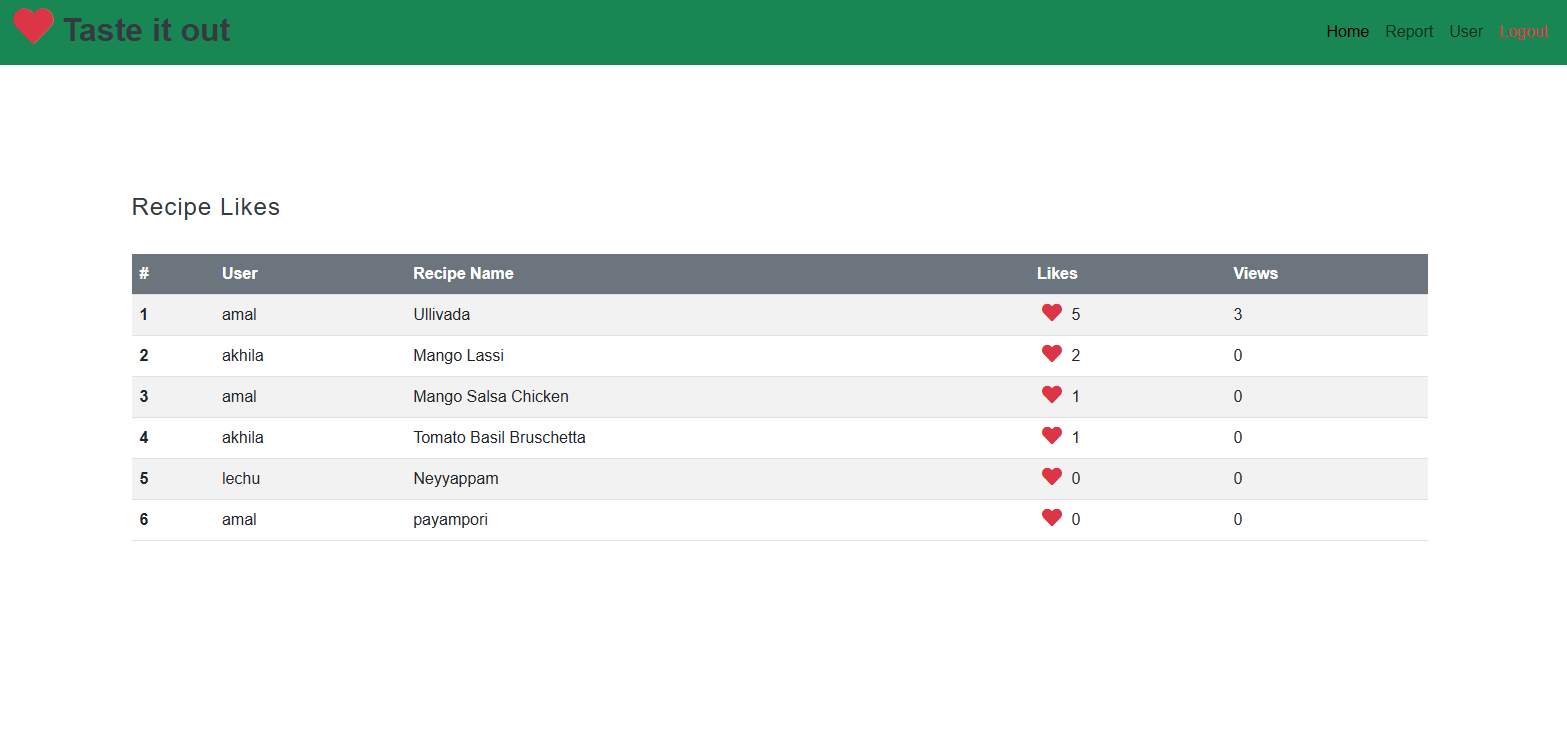 Taste it out Home Report User Logout
Recipe Likes
# User Recipe Name Likes Views
1 amal Ullivada 5 3
2 akhila Mango Lassi 2 0
3 amal Mango Salsa Chicken 1 0
4 akhila Tomato Basil Bruschetta 1 0
5 lechu Neyyappam 0 0
6 amal payampori 0 0